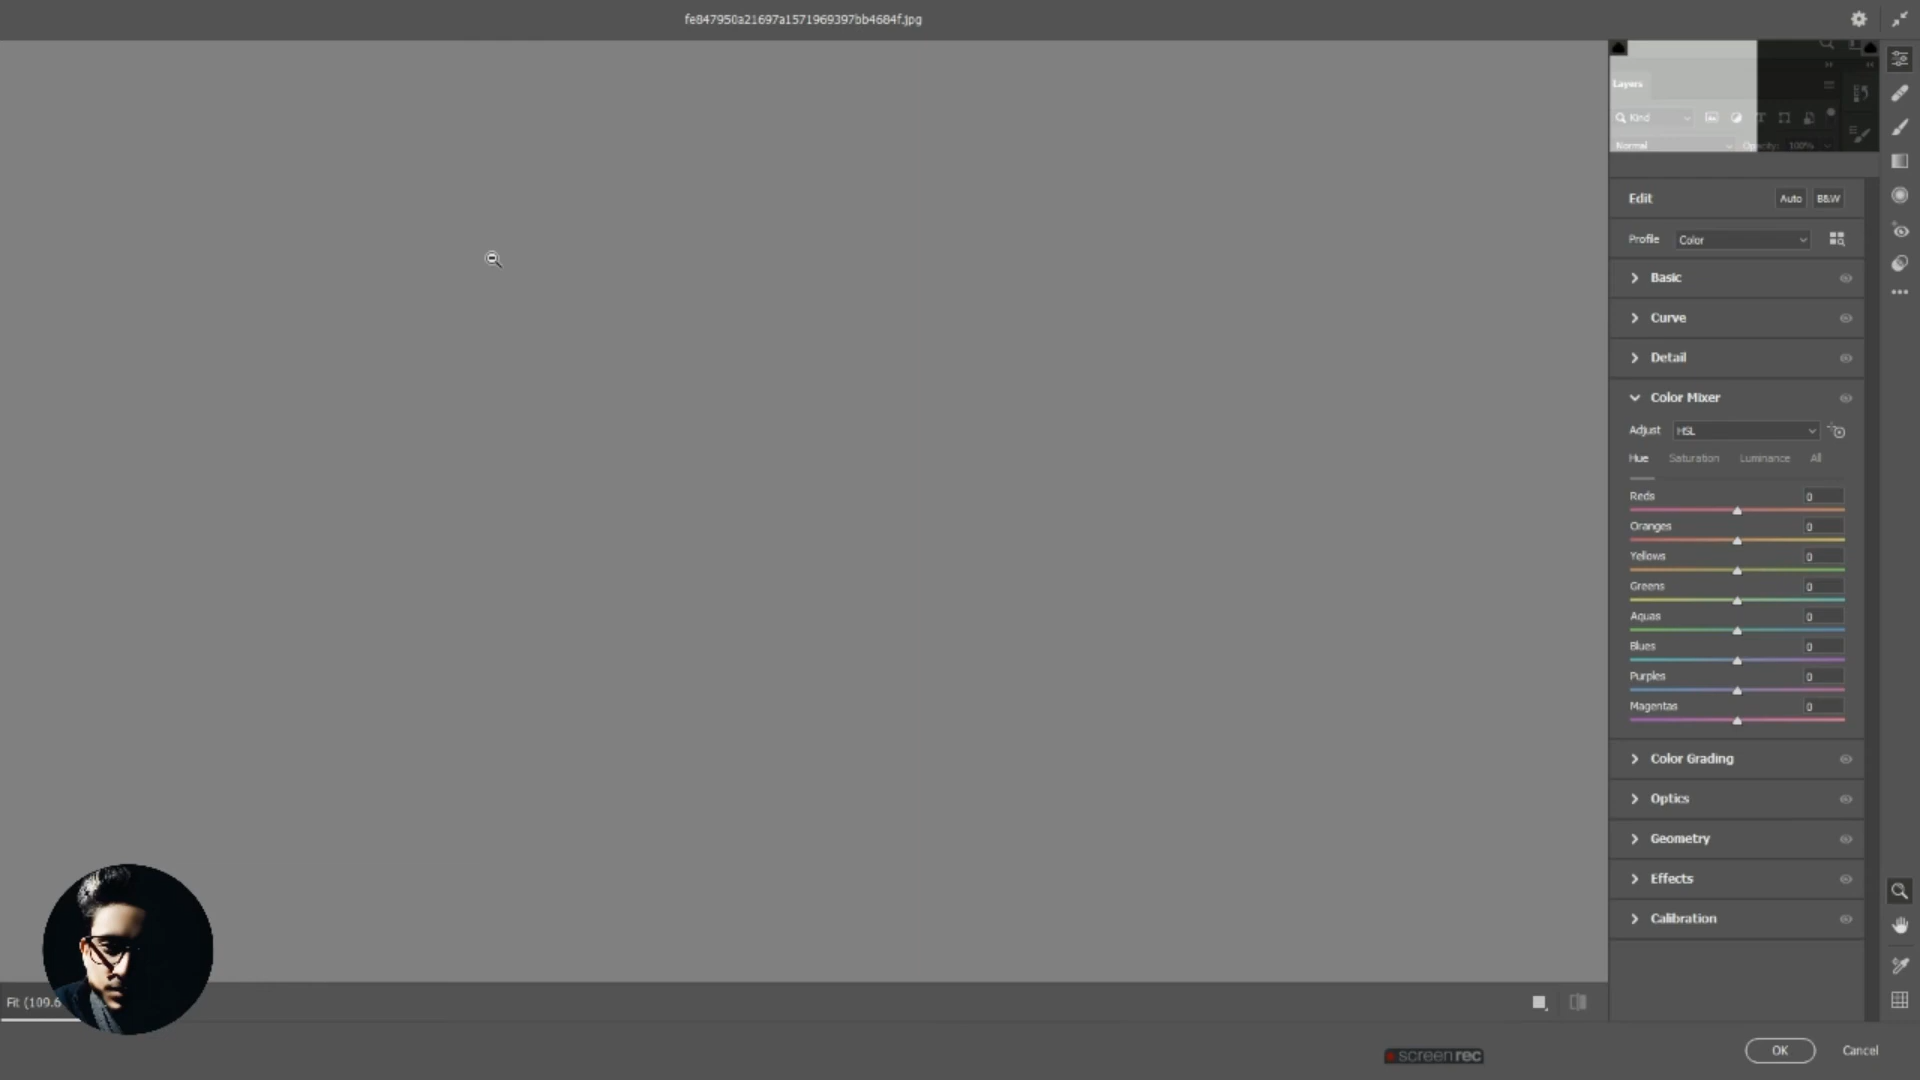 fe847950a21697a1571969397bb4684f.jpg
Layers
Kind
Normal
Opacity: 100%
Edit
Auto
B&W
Profile
Color
Basic
Curve
Detail
Color Mixer
Adjust
HSL
Hue Saturation Luminance All
Reds 0
Oranges 0
Yellows 0
Greens 0
Aquas 0
Blues 0
Purples 0
Magentas 0
Color Grading
Optics
Geometry
Effects
Calibration
Fit (109.6
screenrec
OK
Cancel